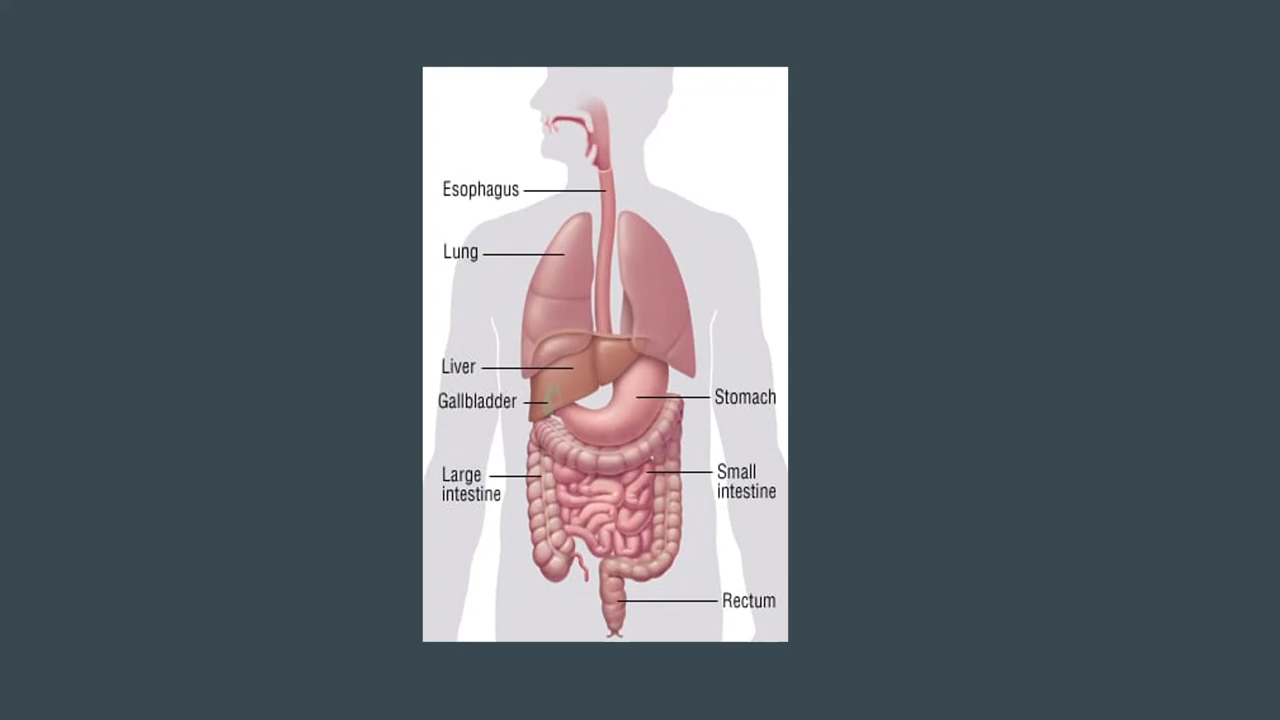 Esophagus
Lung
Liver
Gallbladder
Stomach
Large
intestine
Small
intestine
Rectum